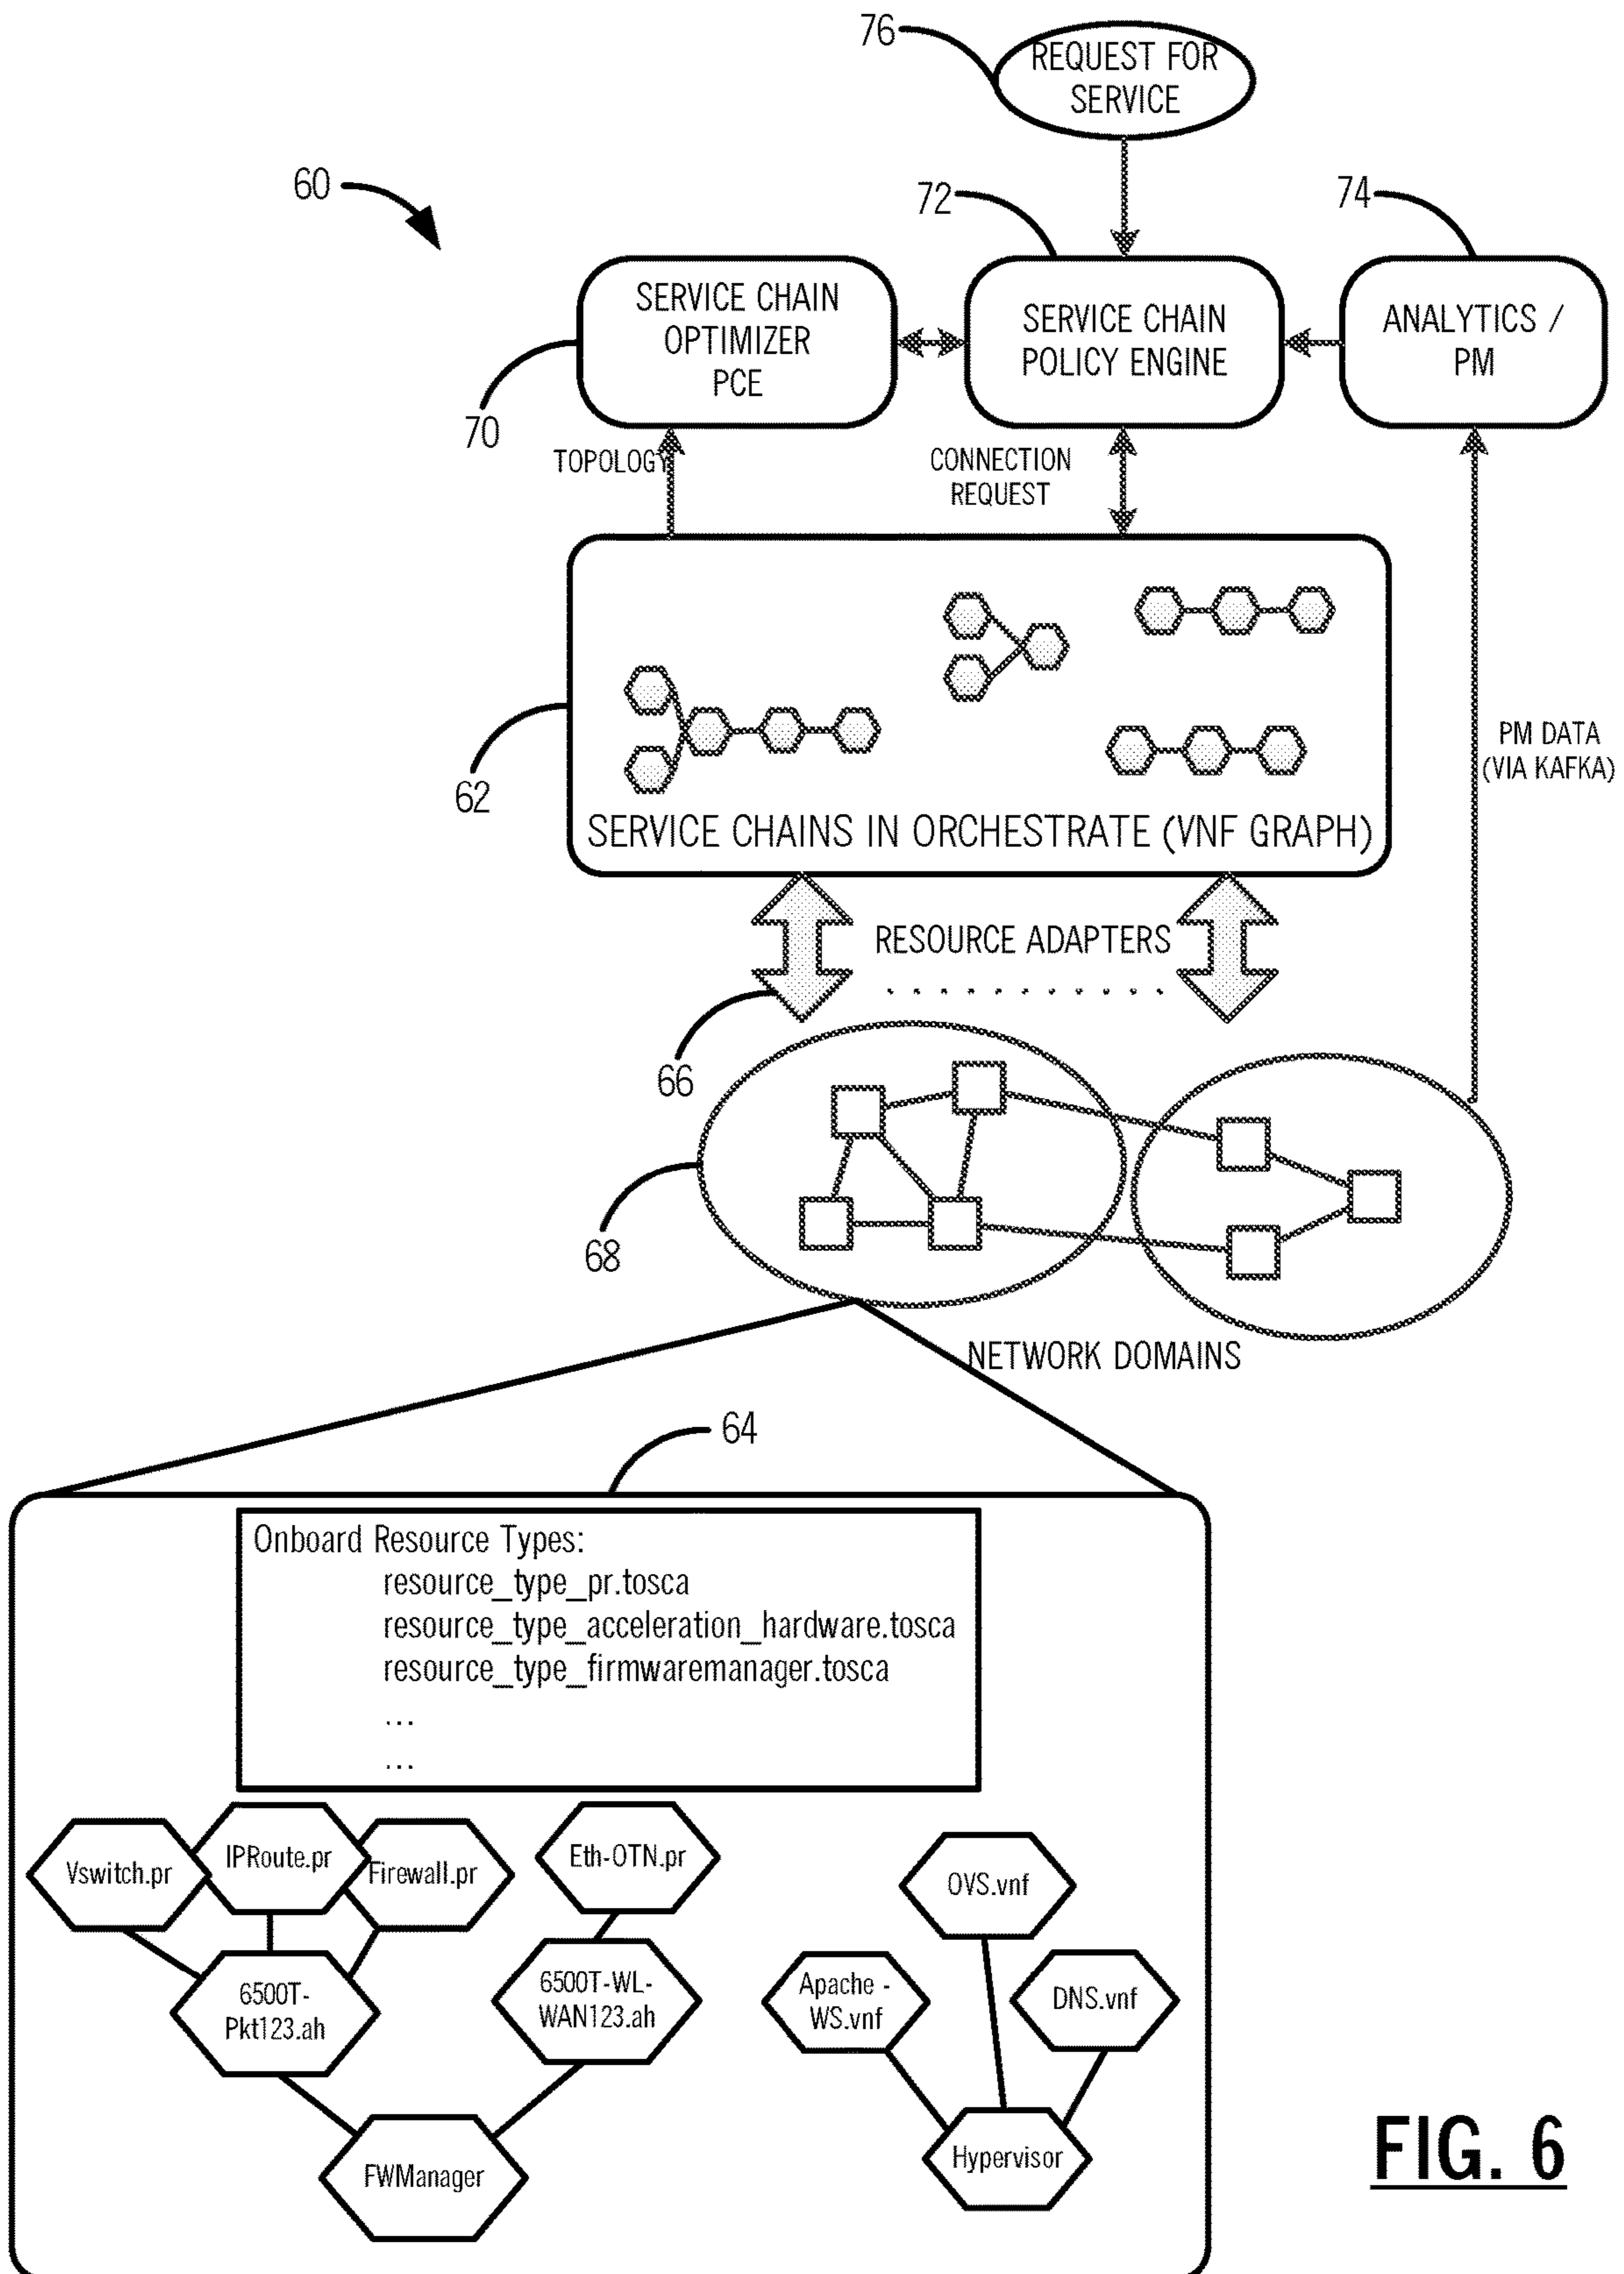 76
REQUEST FOR
SERVICE
60
72
74
SERVICE CHAIN
OPTIMIZER
PCE
SERVICE CHAIN
POLICY ENGINE
ANALYTICS /
PM
70
TOPOLOGY
CONNECTION
REQUEST
PM DATA
(VIA KAFKA)
62
SERVICE CHAINS IN ORCHESTRATE (VNF GRAPH)
RESOURCE ADAPTERS
66
68
NETWORK DOMAINS
64
Onboard Resource Types:
resource_type_pr.tosca
resource_type_acceleration_hardware.tosca
resource_type_firmwaremanager.tosca
...
...
Vswitch.pr
IPRoute.pr
Firewall.pr
Eth-OTN.pr
OVS.vnf
6500T-
Pkt123.ah
6500T-WL-
WAN123.ah
Apache -
WS.vnf
DNS.vnf
FWManager
Hypervisor
FIG. 6